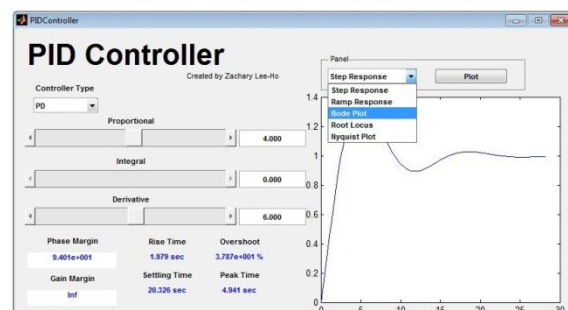 PIDController
PID Controller
Created by Zachary Lee-Ho
Controller Type
PD
Proportional
4.000
Integral
0.000
Derivative
6.000
Phase Margin
Rise Time
Overshoot
9.401e+001
1.979 sec
3.787e+001 %
Gain Margin
Settling Time
Peak Time
Inf
20.326 sec
4.941 sec
Panel
Step Response
Plot
Step Response
Ramp Response
Bode Plot
Root Locus
Nyquist Plot
1.4
1.2
1
0.8
0.6
0.4
0.2
0
0
5
10
15
20
25
30